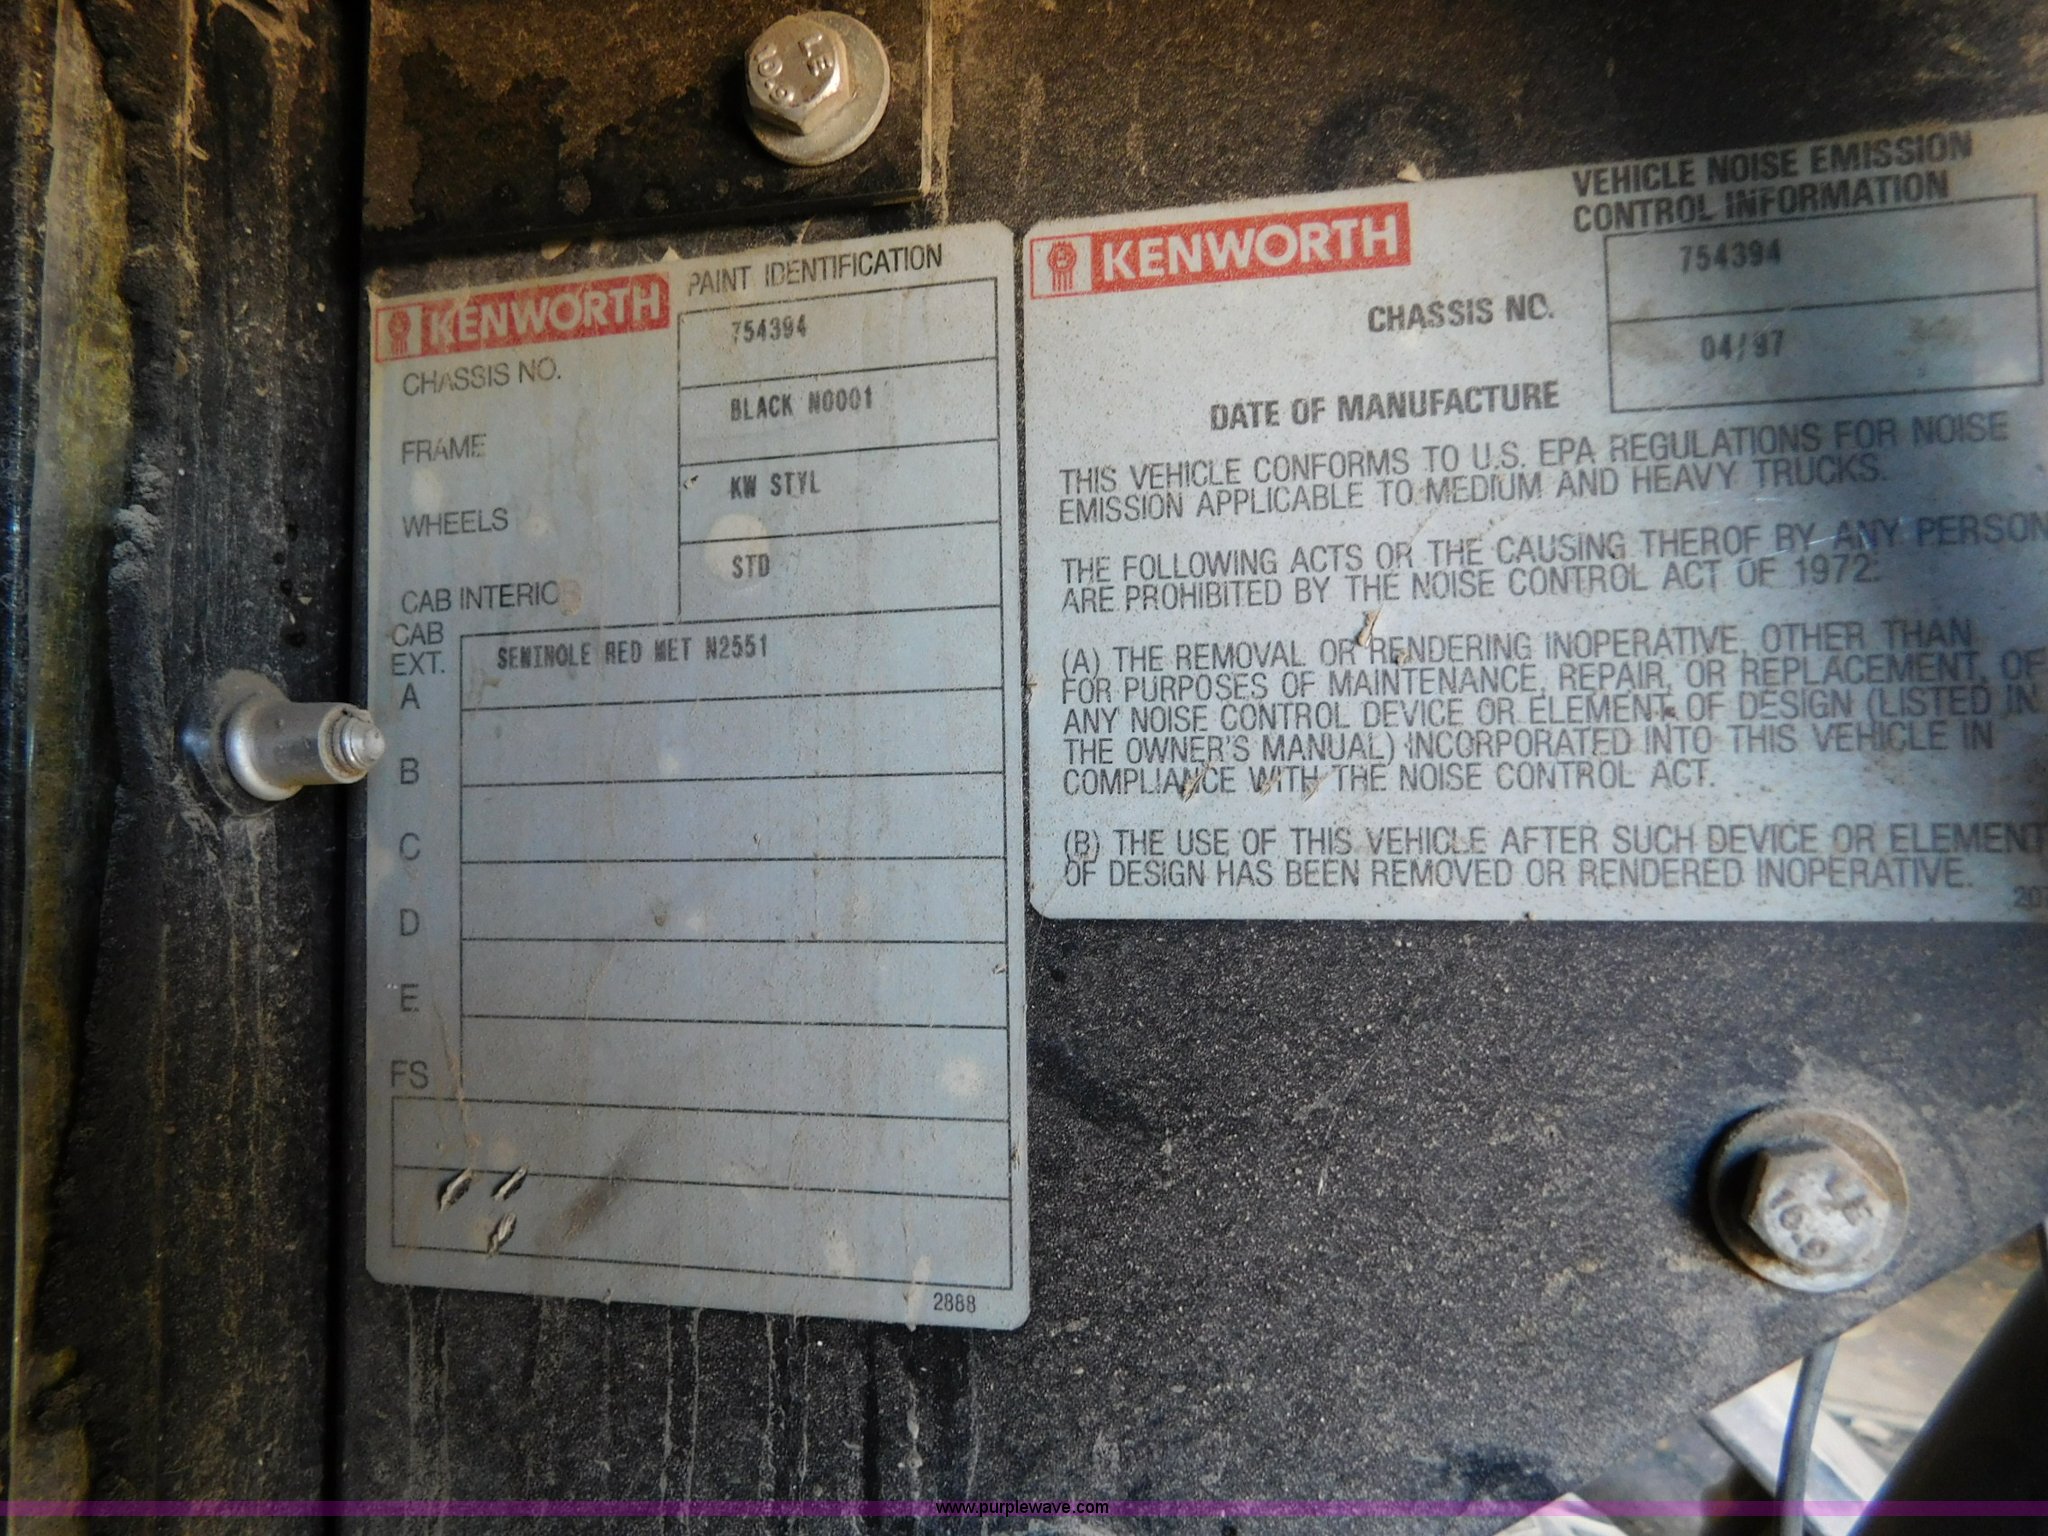 LE
10.9
KENWORTH
PAINT IDENTIFICATION
CHASSIS NO.
754394
FRAME
BLACK N0001
WHEELS
KW STYL
CAB INTERIOR
STD
CAB
EXT.
A
SEMINOLE RED MET N2551
B
C
D
E
FS
2888
KENWORTH
VEHICLE NOISE EMISSION
CONTROL INFORMATION
CHASSIS NO.
754394
DATE OF MANUFACTURE
04/97
THIS VEHICLE CONFORMS TO U.S. EPA REGULATIONS FOR NOISE
EMISSION APPLICABLE TO MEDIUM AND HEAVY TRUCKS.
THE FOLLOWING ACTS OR THE CAUSING THEROF BY ANY PERSON
ARE PROHIBITED BY THE NOISE CONTROL ACT OF 1972:
(A) THE REMOVAL OR RENDERING INOPERATIVE, OTHER THAN
FOR PURPOSES OF MAINTENANCE, REPAIR, OR REPLACEMENT, OF
ANY NOISE CONTROL DEVICE OR ELEMENT OF DESIGN (LISTED IN
THE OWNER'S MANUAL) INCORPORATED INTO THIS VEHICLE IN
COMPLIANCE WITH THE NOISE CONTROL ACT.
(B) THE USE OF THIS VEHICLE AFTER SUCH DEVICE OR ELEMENT
OF DESIGN HAS BEEN REMOVED OR RENDERED INOPERATIVE.
LE
10.9
www.purplewave.com